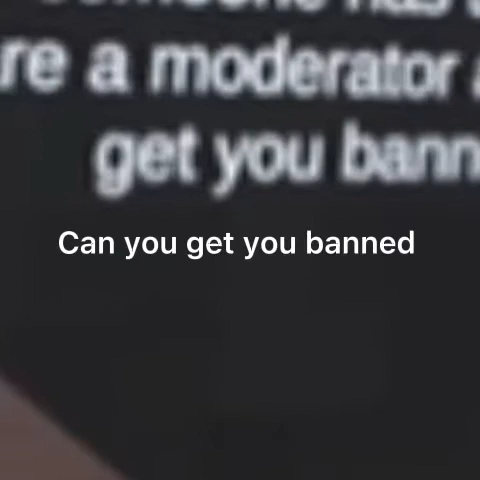 re a moderator
get you bann
Can you get you banned